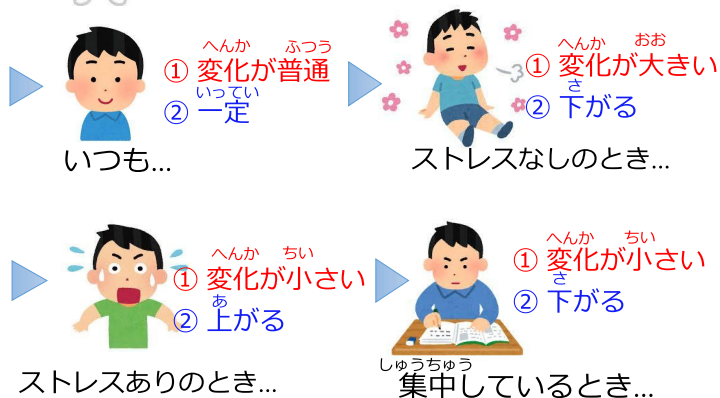 へんか ふつう
① 変化が普通
いってい
② 一定
いつも...
へんか おお
① 変化が大きい
さ
② 下がる
ストレスなしのとき...
へんか ちい
① 変化が小さい
あ
② 上がる
ストレスありのとき...
へんか ちい
① 変化が小さい
さ
② 下がる
しゅうちゅう
集中しているとき...